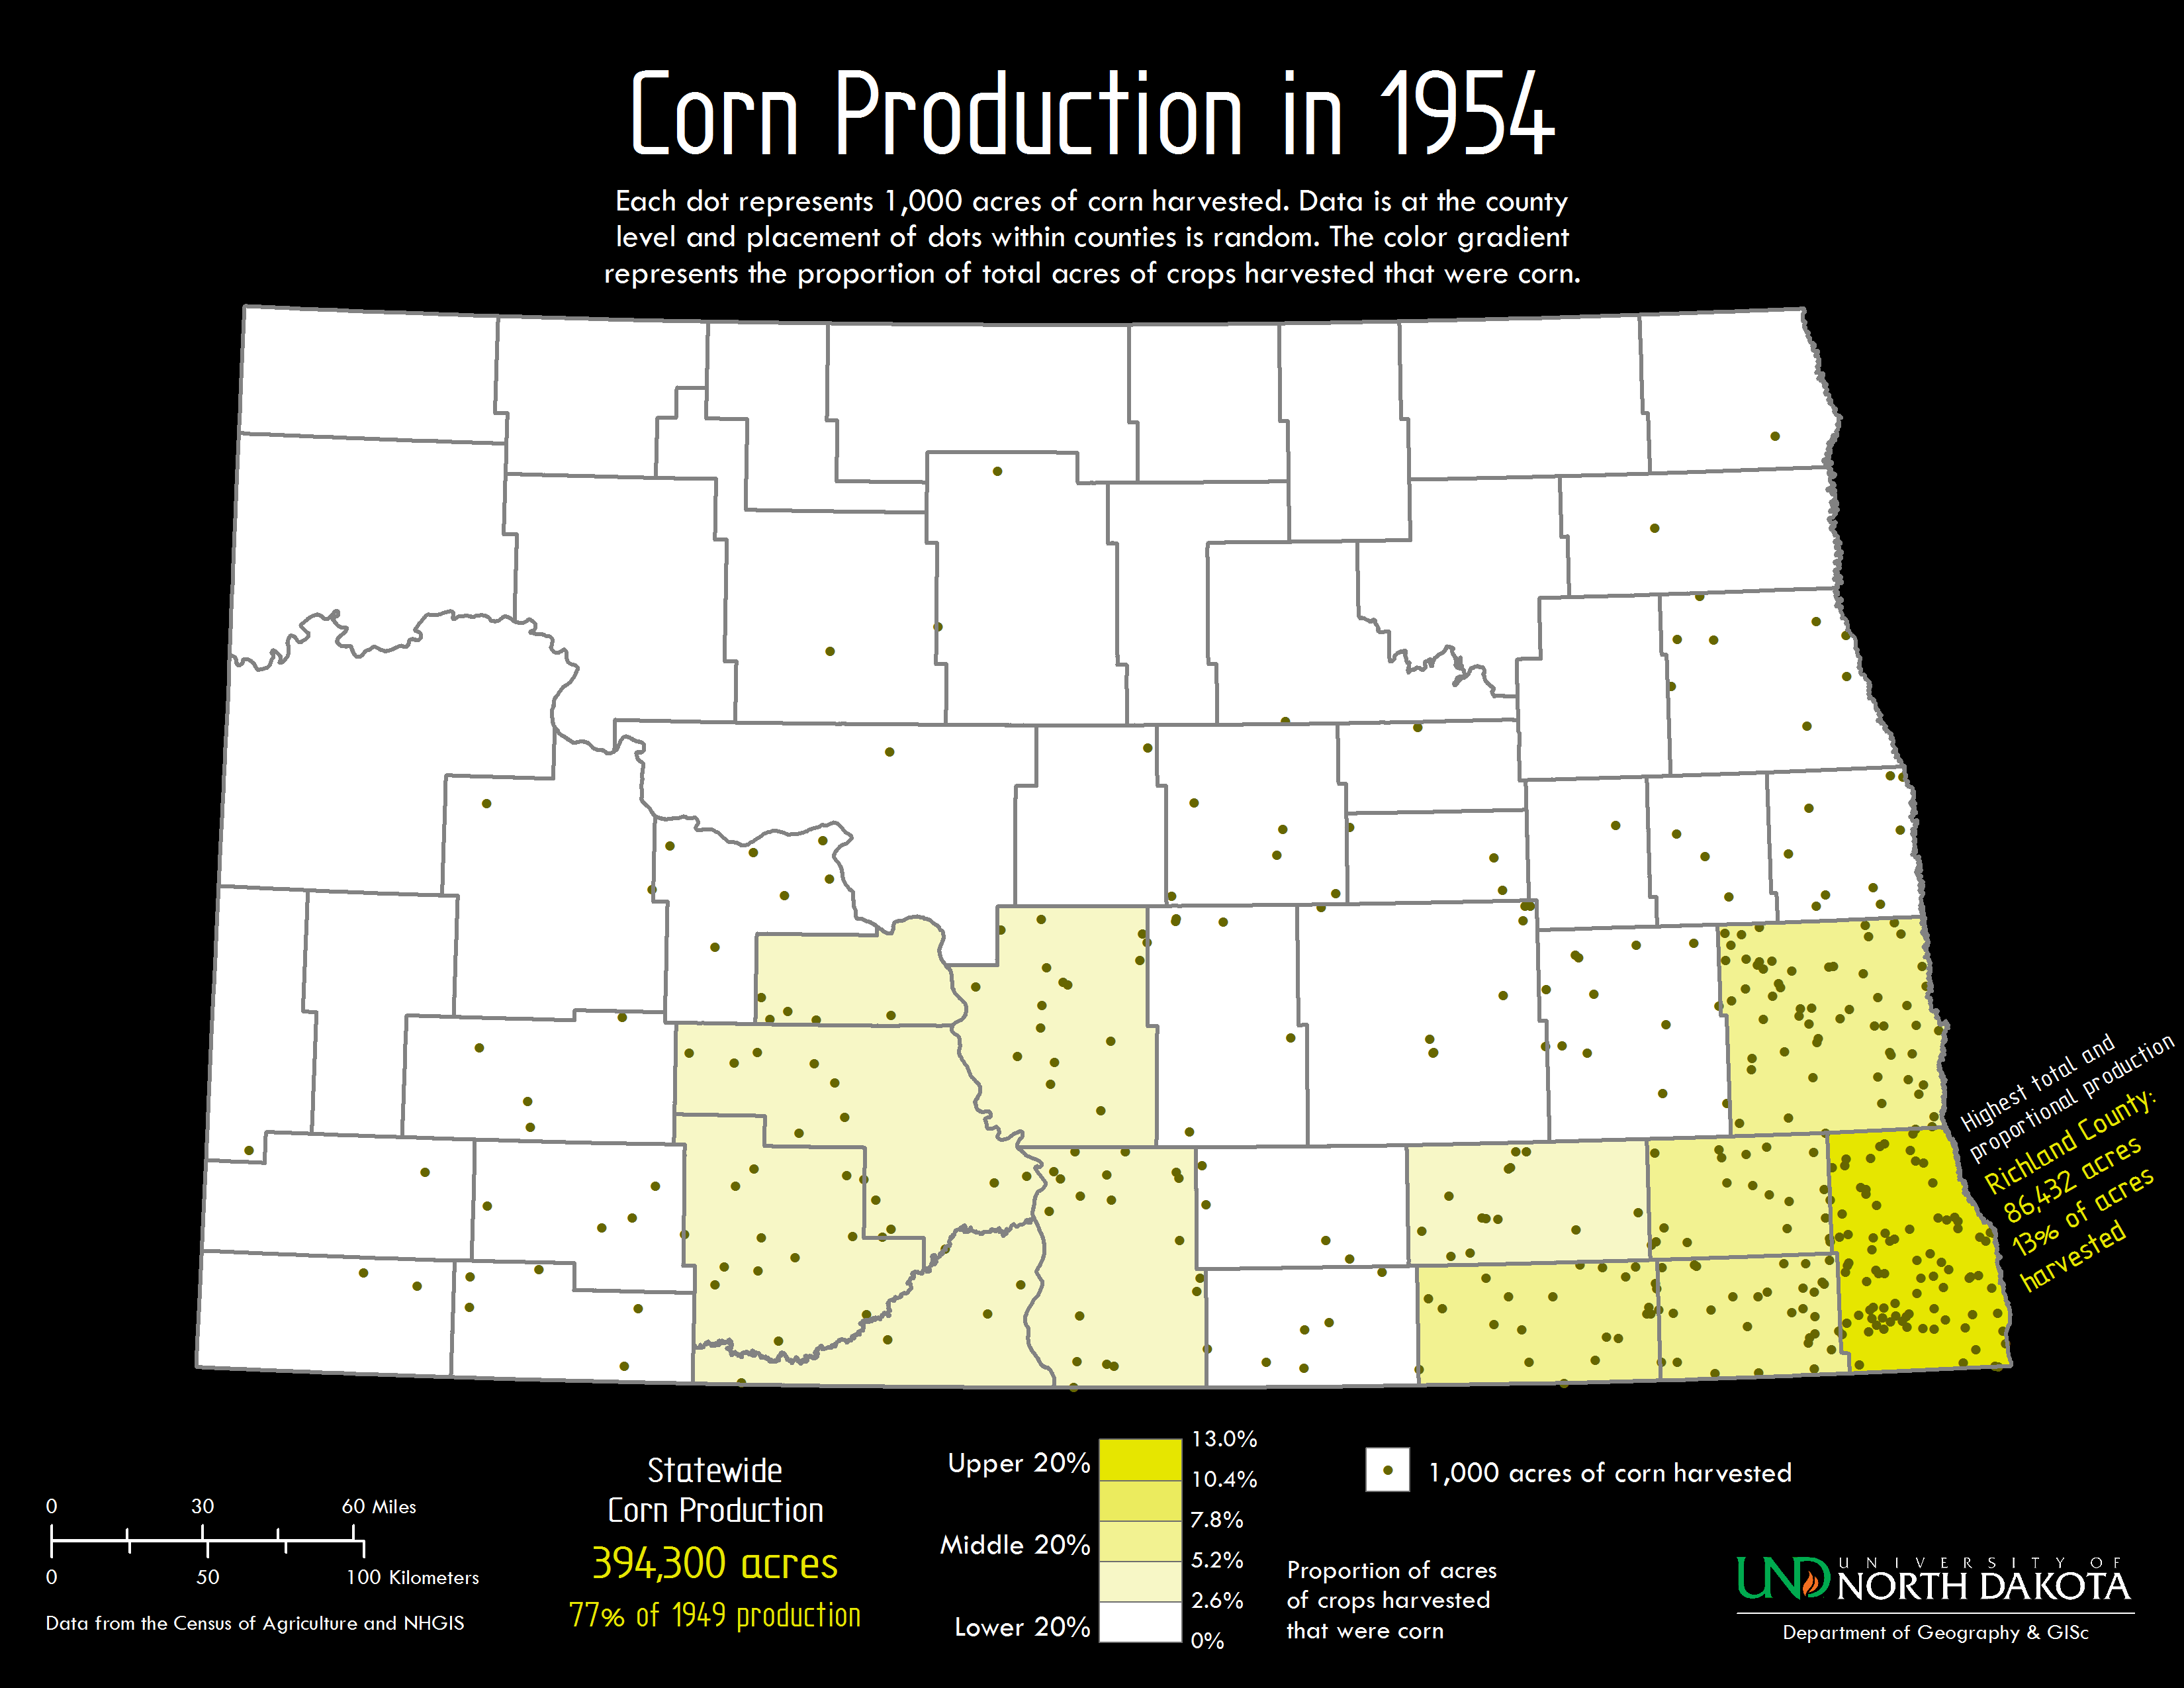 Corn Production in 1954
Each dot represents 1,000 acres of corn harvested. Data is at the county
level and placement of dots within counties is random. The color gradient
represents the proportion of total acres of crops harvested that were corn.
Highest total and
proportional production
Richland County:
86,432 acres
13% of acres
harvested
0 30 60 Miles
0 50 100 Kilometers
Data from the Census of Agriculture and NHGIS
Statewide
Corn Production
394,300 acres
77% of 1949 production
Upper 20%
Middle 20%
Lower 20%
13.0%
10.4%
7.8%
5.2%
2.6%
0%
1,000 acres of corn harvested
Proportion of acres
of crops harvested
that were corn
UND
UNIVERSITY OF
NORTH DAKOTA
Department of Geography & GISc